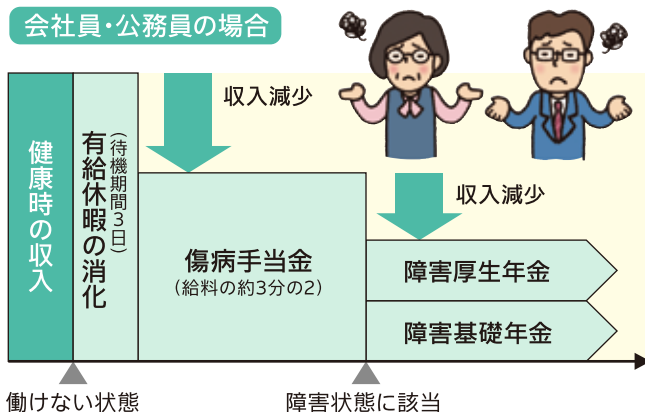 会社員・公務員の場合
健康時の収入
有給休暇の消化
（待機期間3日）
収入減少
傷病手当金
（給料の約3分の2）
収入減少
障害厚生年金
障害基礎年金
働けない状態
障害状態に該当